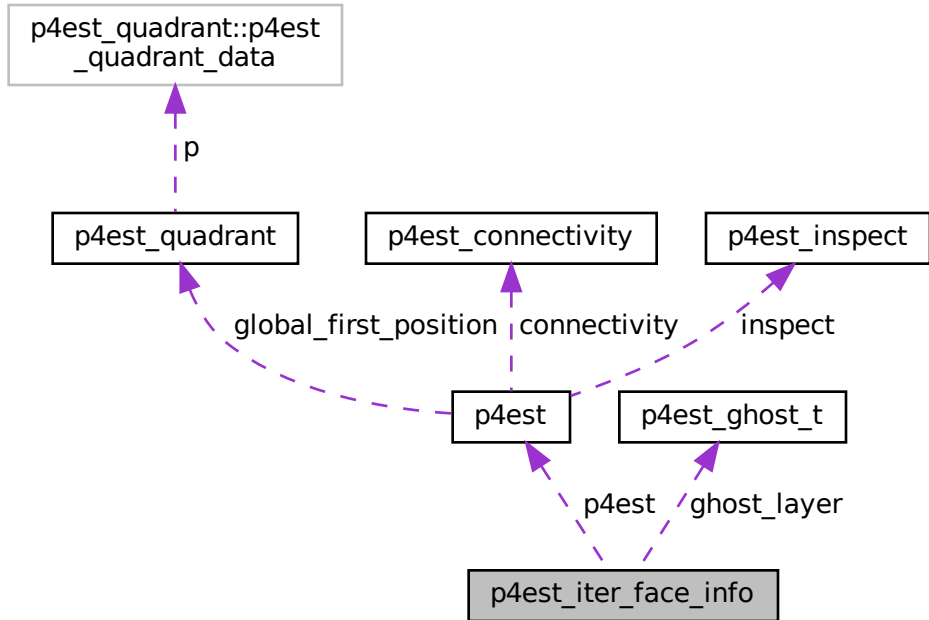 p4est_quadrant::p4est
_quadrant_data
p
p4est_quadrant
p4est_connectivity
p4est_inspect
global_first_position
connectivity
inspect
p4est
p4est_ghost_t
p4est
ghost_layer
p4est_iter_face_info